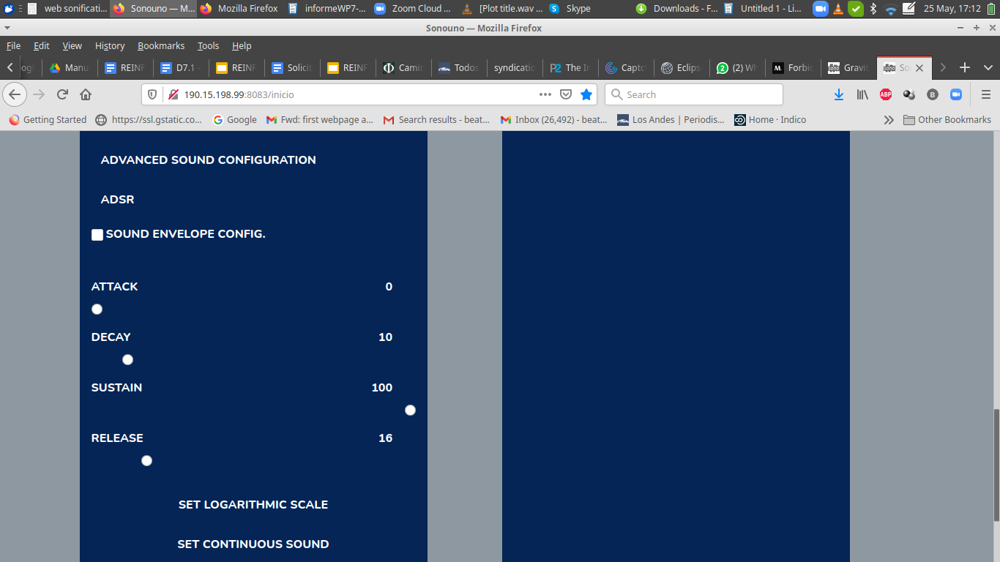 web sonificati...
Sonouno — M...
Mozilla Firefox
informeWP7-...
Zoom Cloud ...
[Plot title.wav ...
Skype
Downloads - F...
Untitled 1 - Li...
25 May, 17:12
Sonouno — Mozilla Firefox
File Edit View History Bookmarks Tools Help
Manu
REINF
D7.1 -
REINF
Solicit
REINF
Camin
Todos
syndicatio
P2 The In
Captc
Eclips
(2) Wh
M. Forbid
Gravit
So
190.15.198.99:8083/inicio
Search
ABP
B
Getting Started
https://ssl.gstatic.co...
Google
Fwd: first webpage a...
Search results - beat...
Inbox (26,492) - beat...
Los Andes | Periodis...
Home · Indico
Other Bookmarks
ADVANCED SOUND CONFIGURATION
ADSR
SOUND ENVELOPE CONFIG.
ATTACK 0
DECAY 10
SUSTAIN 100
RELEASE 16
SET LOGARITHMIC SCALE
SET CONTINUOUS SOUND